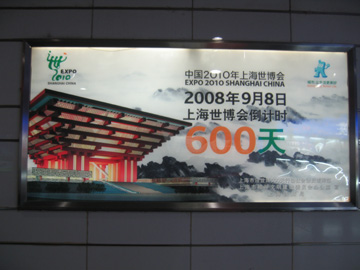 EXPO
2010
SHANGHAI CHINA
中国2010年上海世博会
EXPO 2010 SHANGHAI CHINA
2008年9月8日
上海世博会倒计时
600天